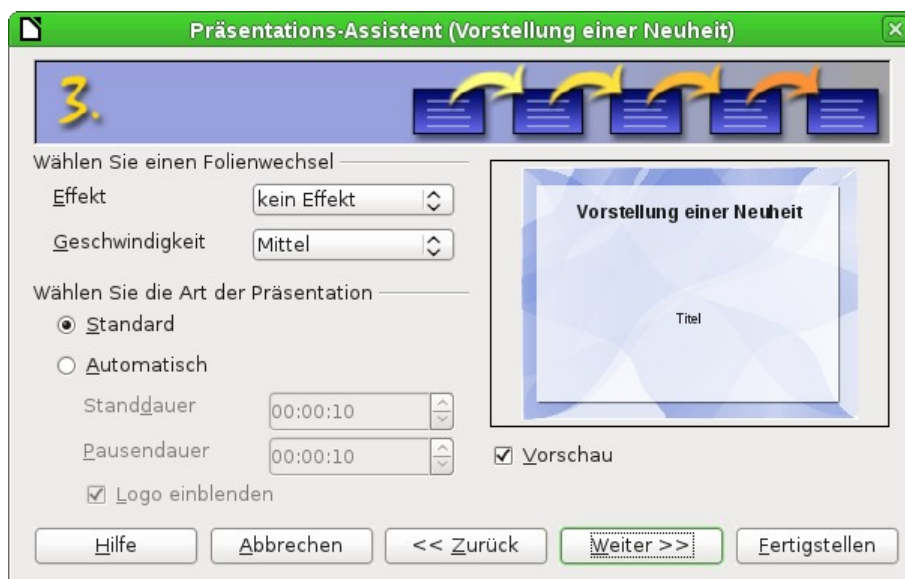 Präsentations-Assistent (Vorstellung einer Neuheit)
3.
Wählen Sie einen Folienwechsel
Effekt kein Effekt
Geschwindigkeit Mittel
Wählen Sie die Art der Präsentation
Standard
Automatisch
Standdauer 00:00:10
Pausendauer 00:00:10
Logo einblenden
Vorstellung einer Neuheit
Titel
Vorschau
Hilfe Abbrechen << Zurück Weiter >> Fertigstellen